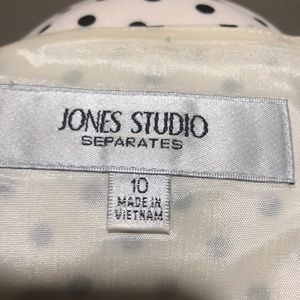 JONES STUDIO
SEPARATES
10
MADE IN
VIETNAM